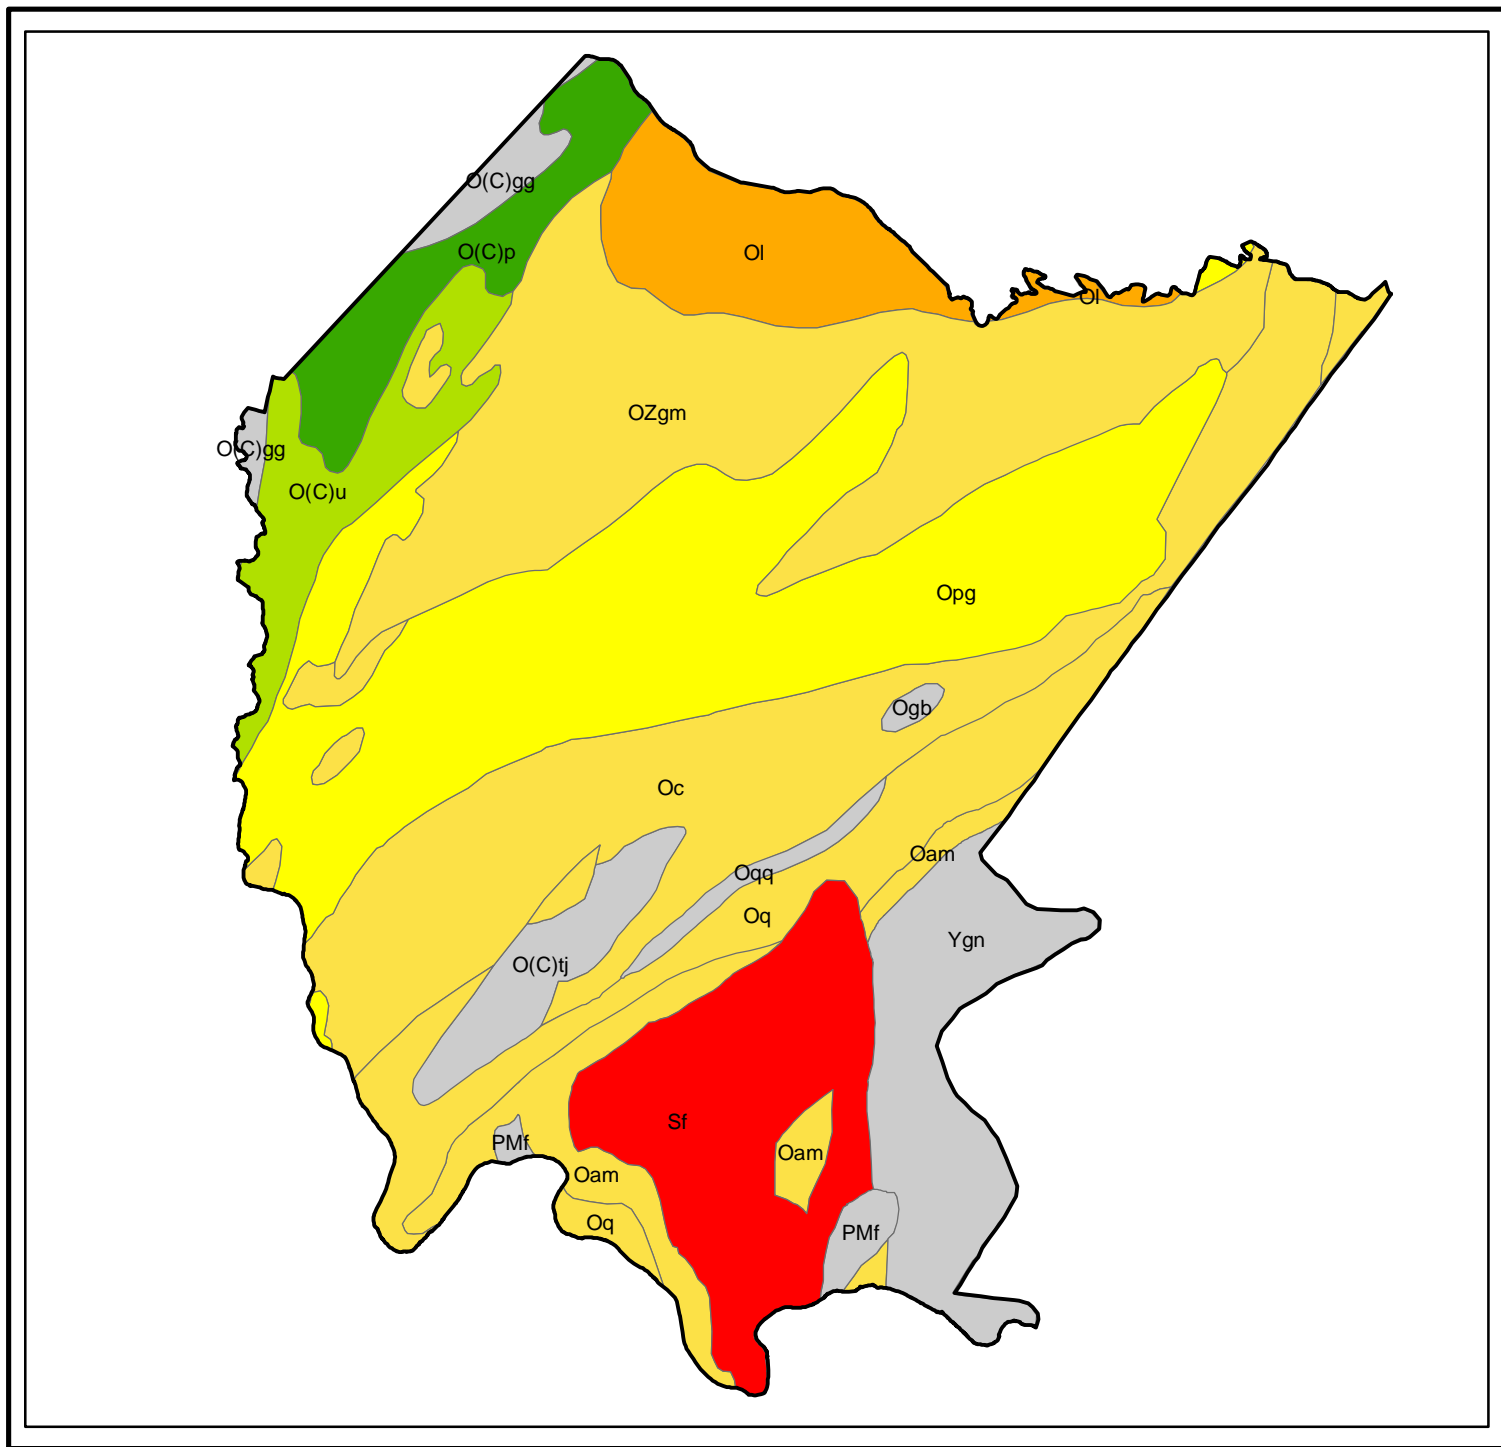 O(C)gg
O(C)p
Ol
Ol
OZgm
O(C)gg
O(C)u
Opg
Ogb
Oc
Oam
Oqq
Oq
Ygn
O(C)tj
Sf
PMf
Oam
Oam
Oq
PMf